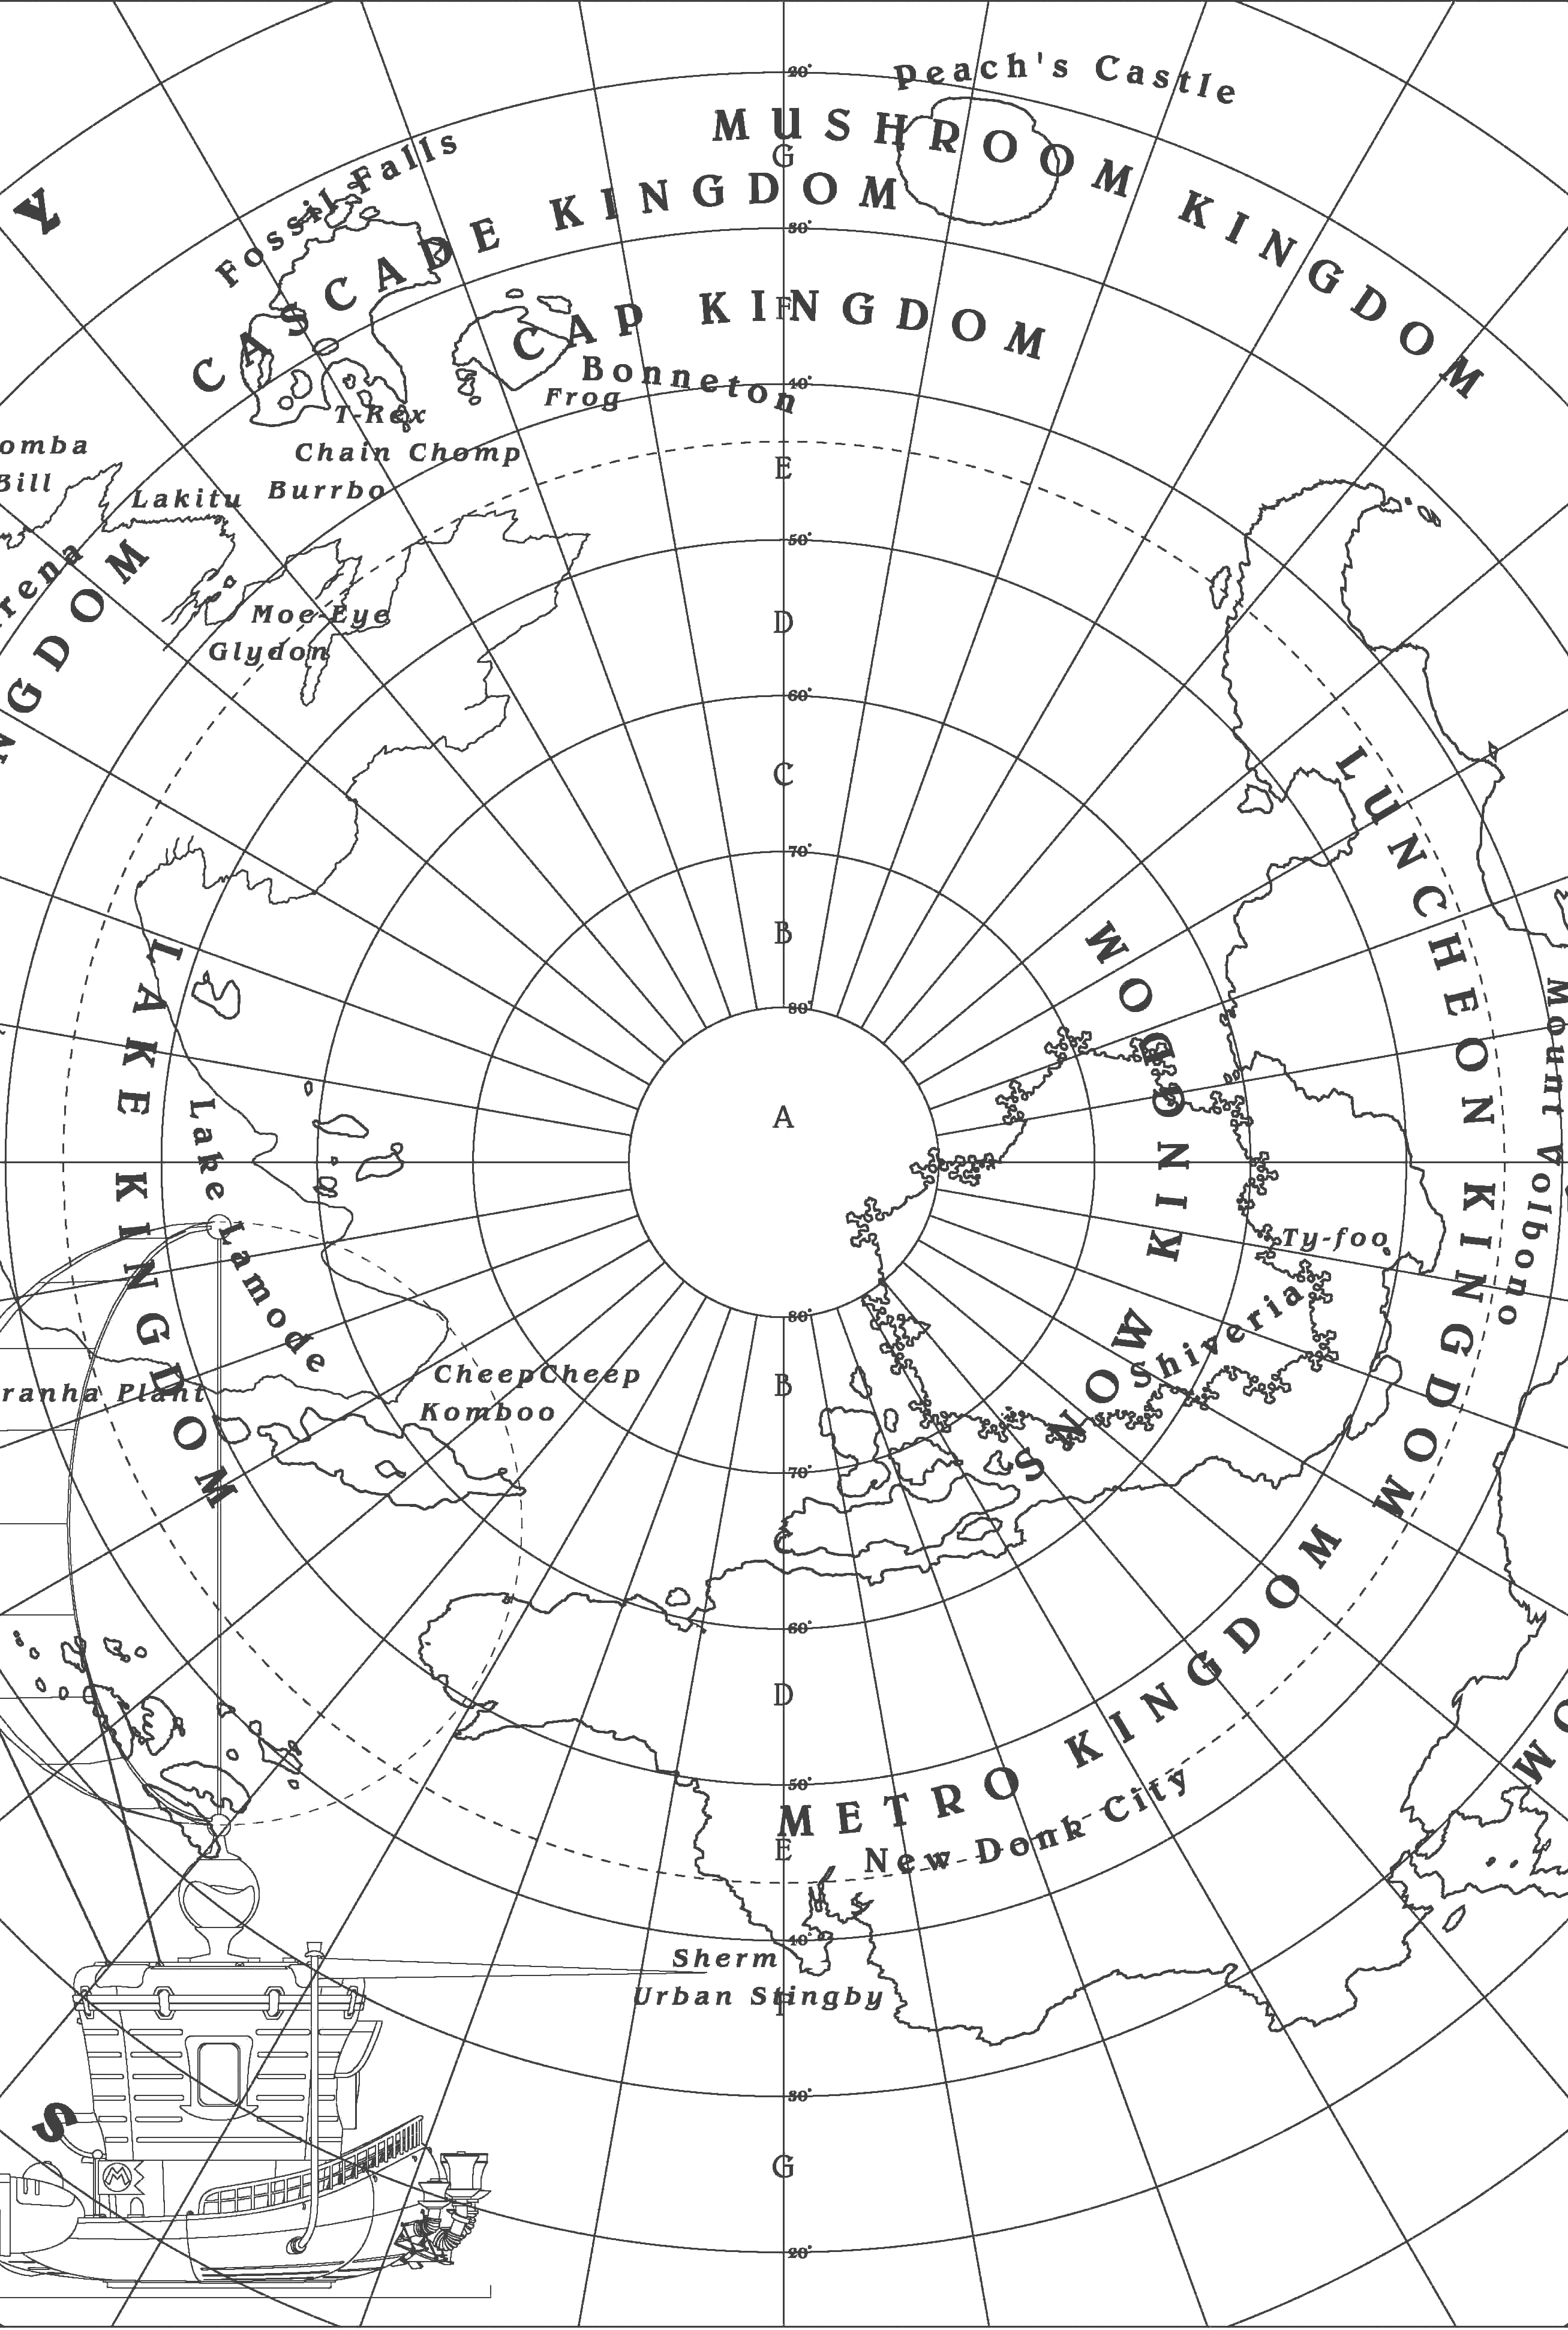 Peach's Castle
20°
MUSHROOM KINGDOM
G
Fossil Falls
CASCADE KINGDOM
Y
30°
CAP KINGDOM
F
Bonneton
Frog
40°
T-Rex
Chain Chomp
Burrbo
omba
Bill
Lakitu
E
rena
NGDOM
50°
Moe-Eye
Glydon
D
60°
C
LUNCHEON KINGDOM
70°
B
MOON KINGDOM
80°
LAKE KINGDOM
Lake Lamode
A
Mount Volbono
Ty-foo
Shiveria
SNOW
80°
CheepCheep
Komboo
ranha Plant
B
70°
C
60°
D
50°
METRO KINGDOM
New Donk City
E
OM
40°
Sherm
Urban Stingby
F
30°
S
M
G
20°